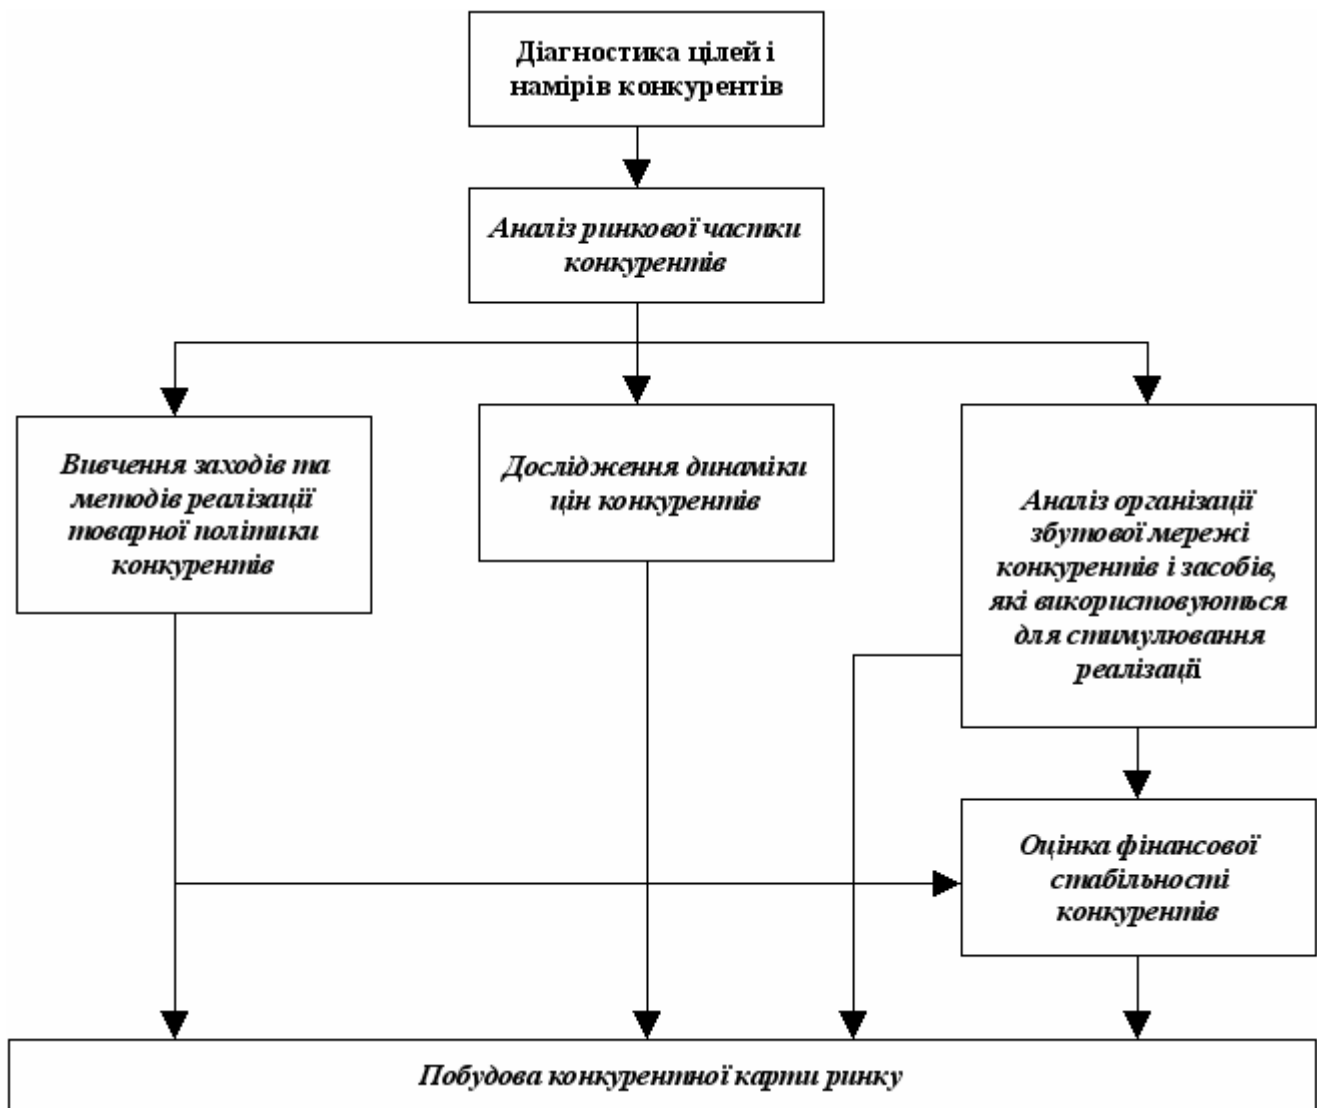 Діагностика цілей і
намірів конкурентів
Аналіз ринкової частки
конкурентів
Вивчення заходів та
методів реалізації
товарної політики
конкурентів
Дослідження динаміки
цін конкурентів
Аналіз організації
збутової мережі
конкурентів і засобів,
які використовуються
для стимулювання
реалізації
Оцінка фінансової
стабільності
конкурентів
Побудова конкурентної карти ринку